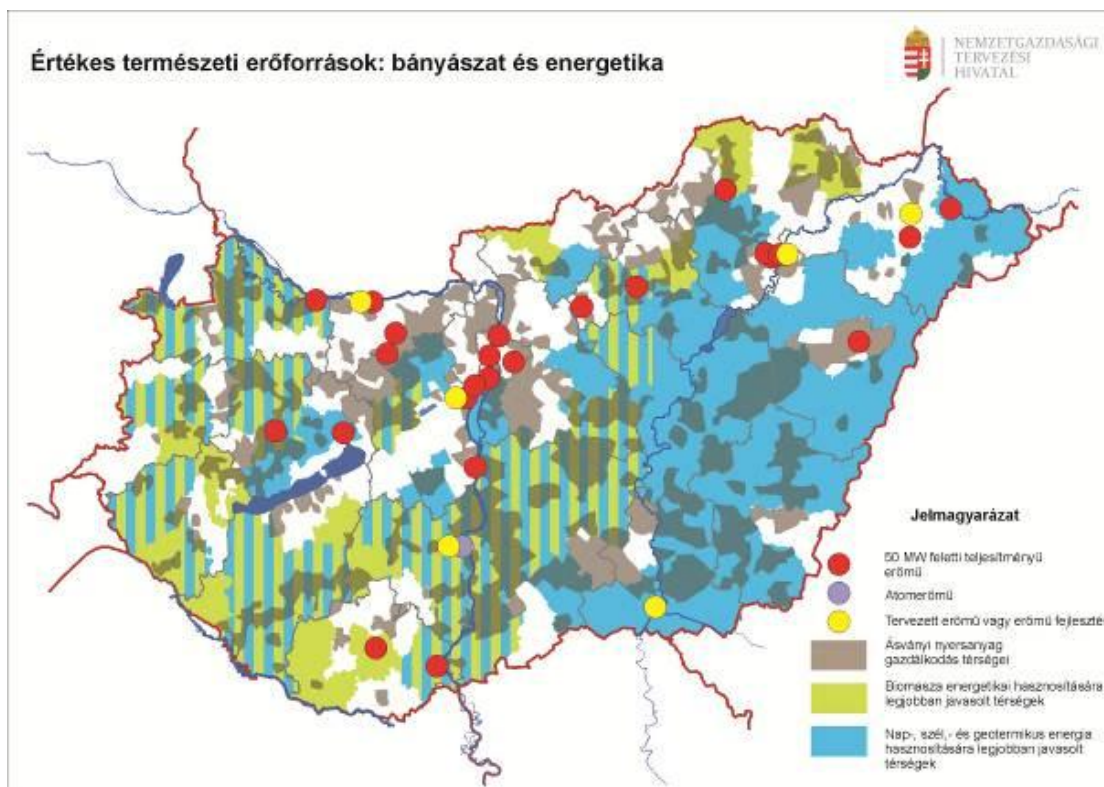 Értékes természeti erőforrások: bányászat és energetika
NEMZETGAZDASÁGI
TERVEZÉSI
HIVATAL
Jelmagyarázat
50 MW feletti teljesítményű
erőmű
Atomerőmű
Tervezett erőmű vagy erőmű fejleszté
Ásványi nyersanyag
gazdálkodás térségei
Biomasza energetikai hasznosítására
legjobban javasolt térségek
Nap-, szél,- és geotermikus energia
hasznosítására legjobban javasolt
térségek